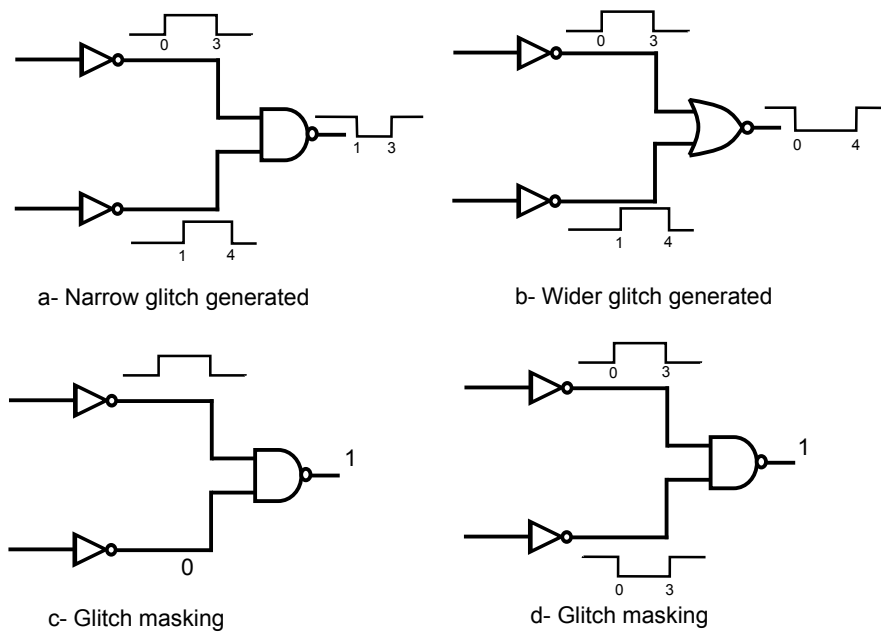 0 3
1 3
1 4
a- Narrow glitch generated
0 3
0 4
1 4
b- Wider glitch generated
1
0
c- Glitch masking
0 3
1
0 3
d- Glitch masking